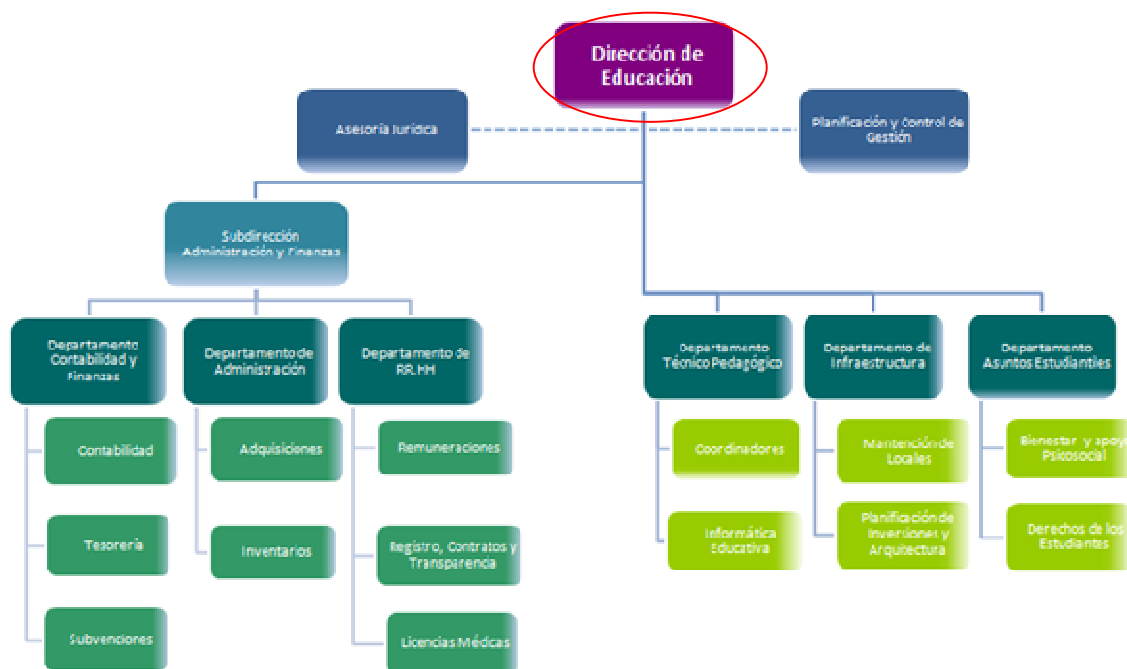 Dirección de
Educación
Asesoría Jurídica
Planificación y Control de
Gestión
Subdirección
Administración y Finanzas
Departamento
Contabilidad y
Finanzas
Departamento de
Administración
Departamento de
RR.HH
Departamento
Técnico Pedagógico
Departamento de
Infraestructura
Departamento
Asuntos Estudiantiles
Contabilidad
Adquisiciones
Remuneraciones
Coordinadores
Mantención de
Locales
Bienestar y apoyo
Psicosocial
Tesorería
Inventarios
Registro, Contratos y
Transparencia
Informática
Educativa
Planificación de
Inversiones y
Arquitectura
Derechos de los
Estudiantes
Subvenciones
Licencias Médicas